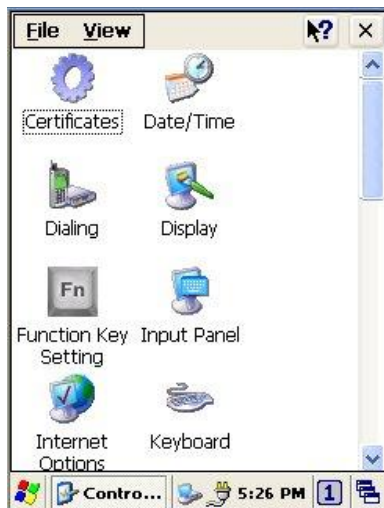 File View ?
Certificates Date/Time
Dialing Display
Fn
Function Key Input Panel
Setting
Internet Keyboard
Options
Contro... 5:26 PM 1